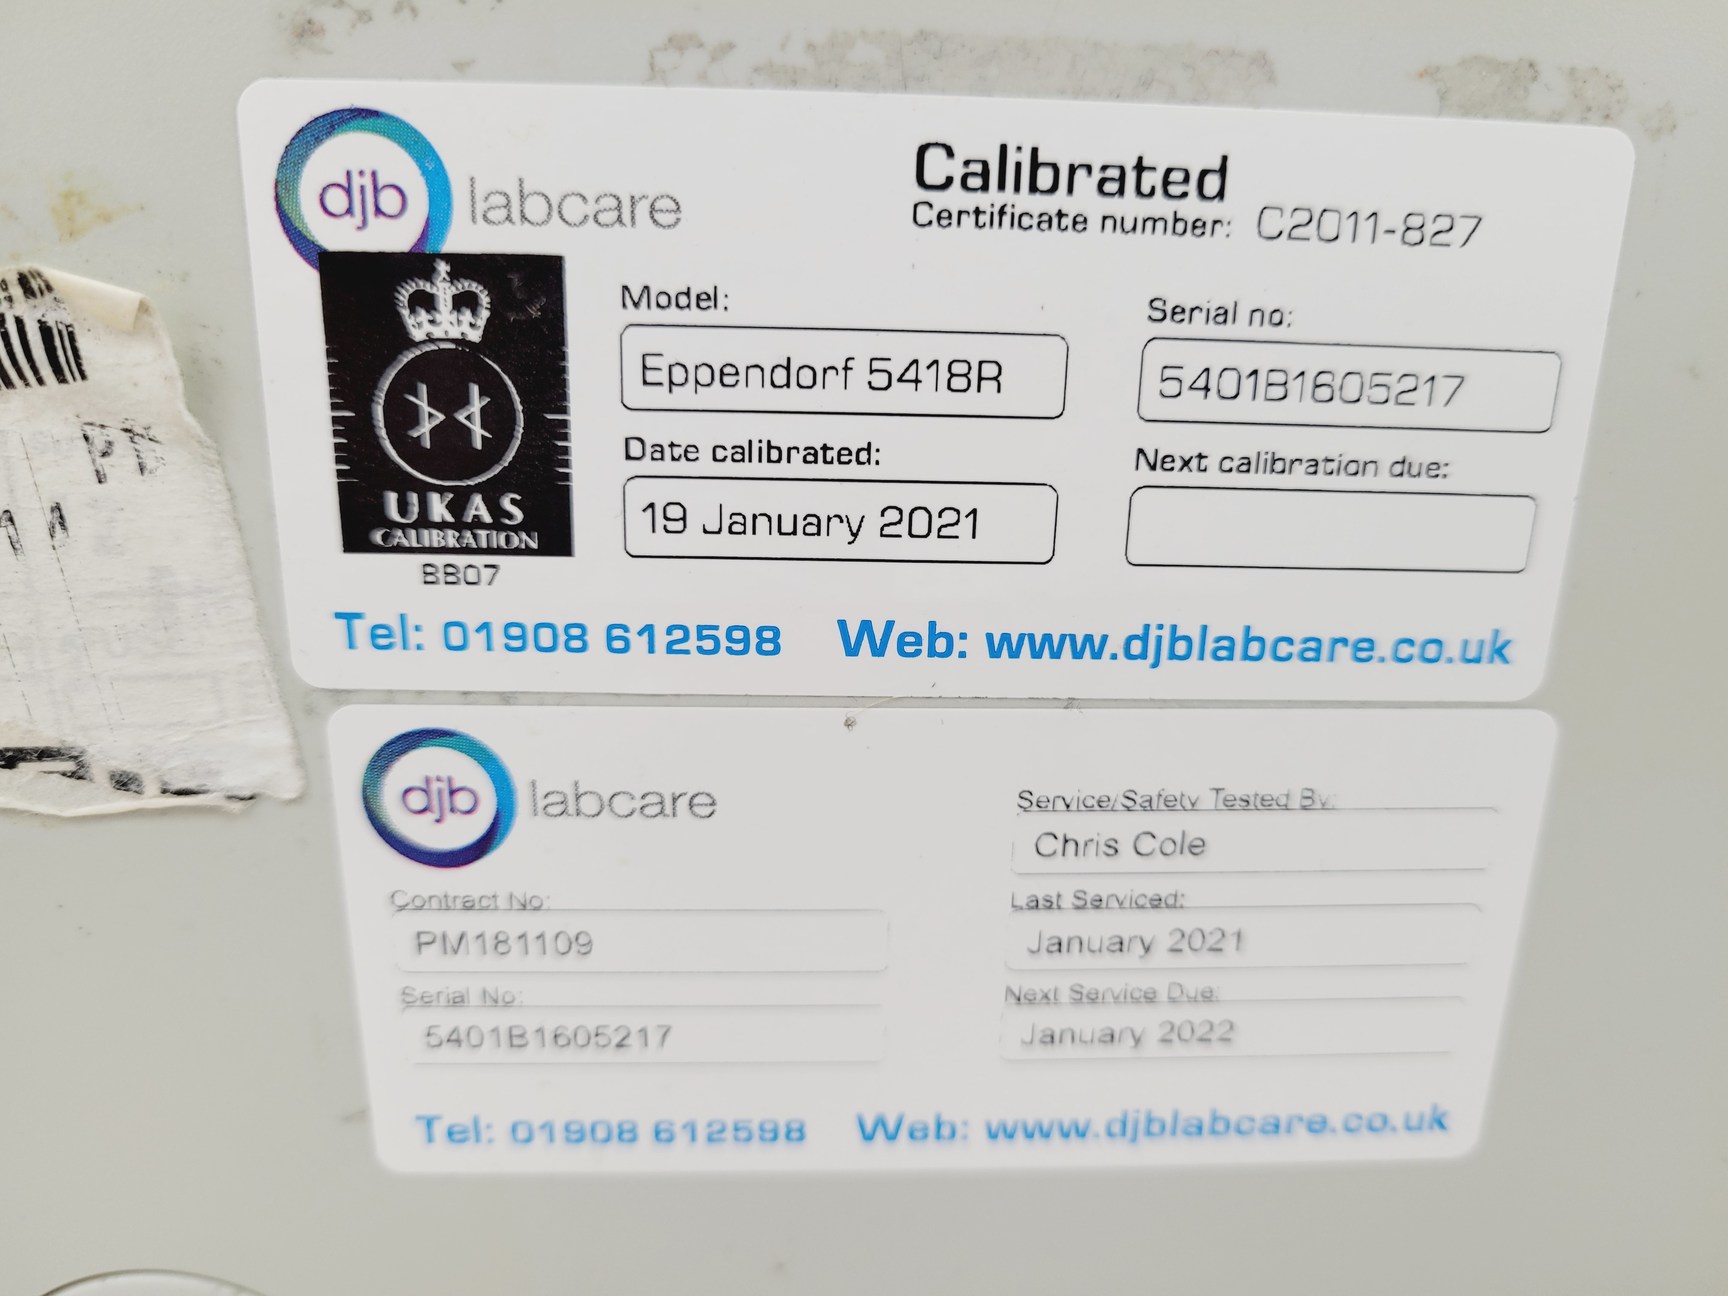 djb labcare
Calibrated
Certificate number: C2011-827
UKAS
CALIBRATION
8807
Model:
Eppendorf 5418R
Serial no:
5401B1605217
Date calibrated:
19 January 2021
Next calibration due:
Tel: 01908 612598 Web: www.djblabcare.co.uk
djb labcare
Service/Safety Tested By:
Chris Cole
Contract No:
PM181109
Last Serviced:
January 2021
Serial No:
5401B1605217
Next Service Due:
January 2022
Tel: 01908 612598 Web: www.djblabcare.co.uk